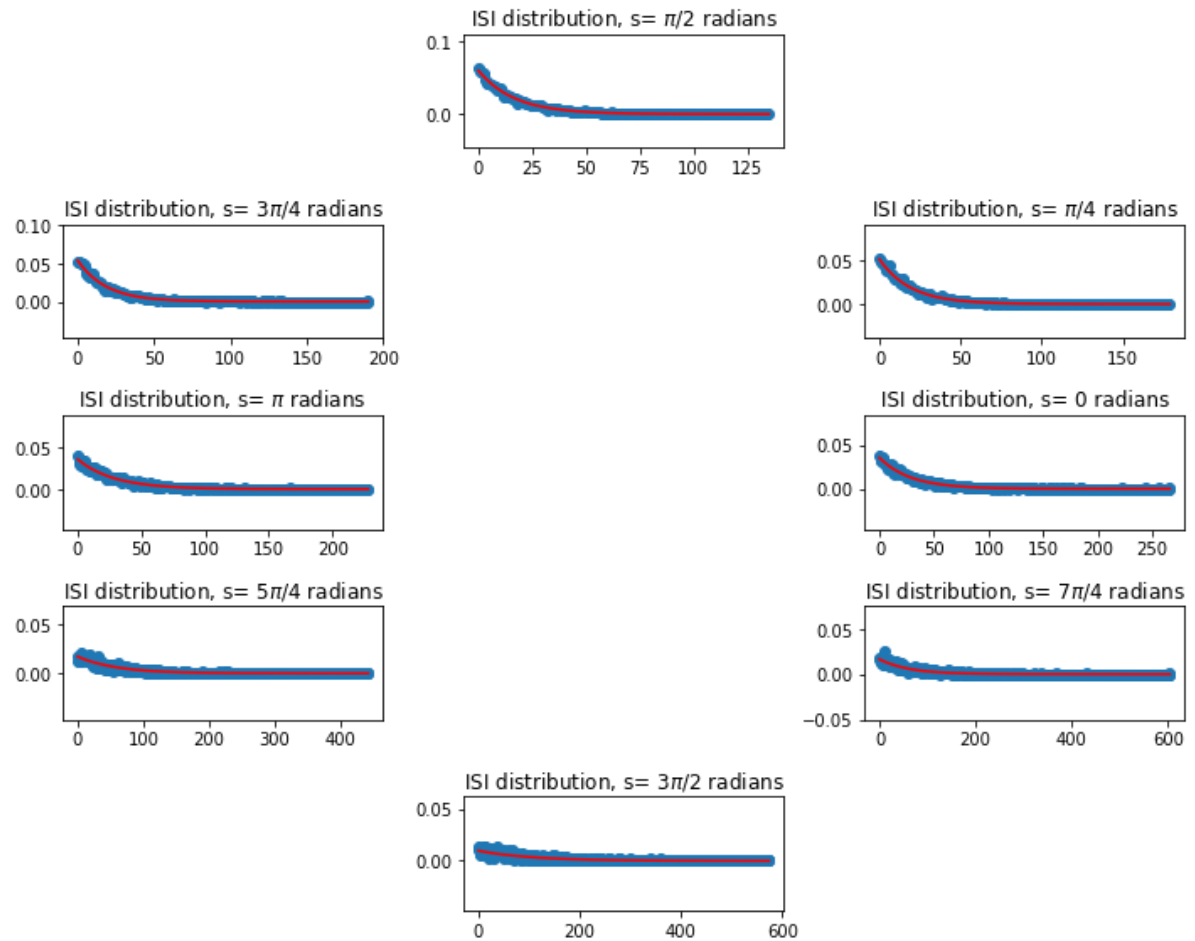 ISI distribution, s= π/2 radians
0.1
0.0
0 25 50 75 100 125
ISI distribution, s= 3π/4 radians
0.10
0.05
0.00
0 50 100 150 200
ISI distribution, s= π/4 radians
0.05
0.00
0 50 100 150
ISI distribution, s= π radians
0.05
0.00
0 50 100 150 200
ISI distribution, s= 0 radians
0.05
0.00
0 50 100 150 200 250
ISI distribution, s= 5π/4 radians
0.05
0.00
0 100 200 300 400
ISI distribution, s= 7π/4 radians
0.05
0.00
−0.05
0 200 400 600
ISI distribution, s= 3π/2 radians
0.05
0.00
0 200 400 600